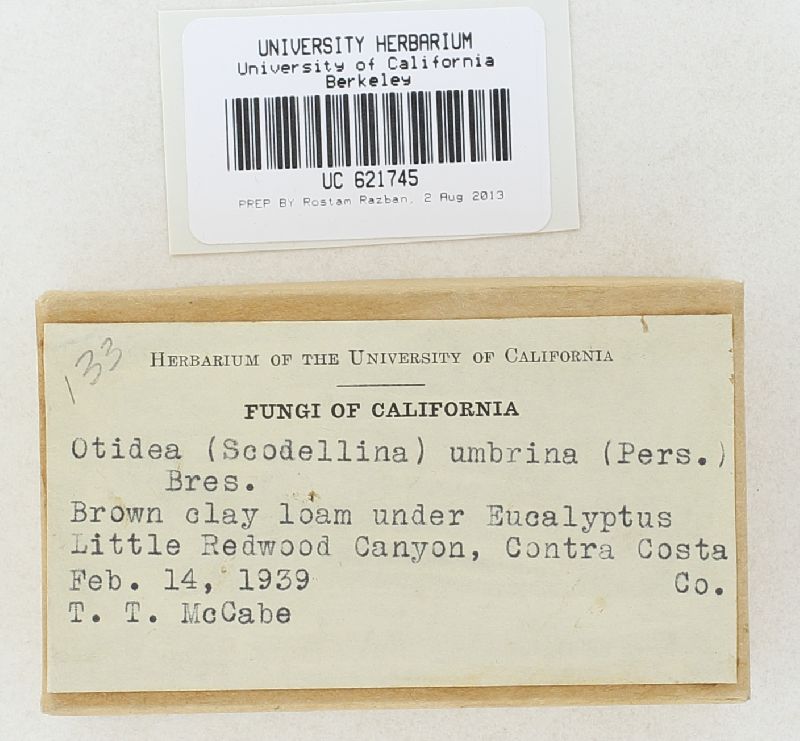 UNIVERSITY HERBARIUM
University of California
Berkeley
UC 621745
PREP BY Rostam Razban, 2 Aug 2013
133
HERBARIUM OF THE UNIVERSITY OF CALIFORNIA
FUNGI OF CALIFORNIA
Otidea (Scodellina) umbrina (Pers.)
Bres.
Brown clay loam under Eucalyptus
Little Redwood Canyon, Contra Costa
Feb. 14, 1939 Co.
T. T. McCabe